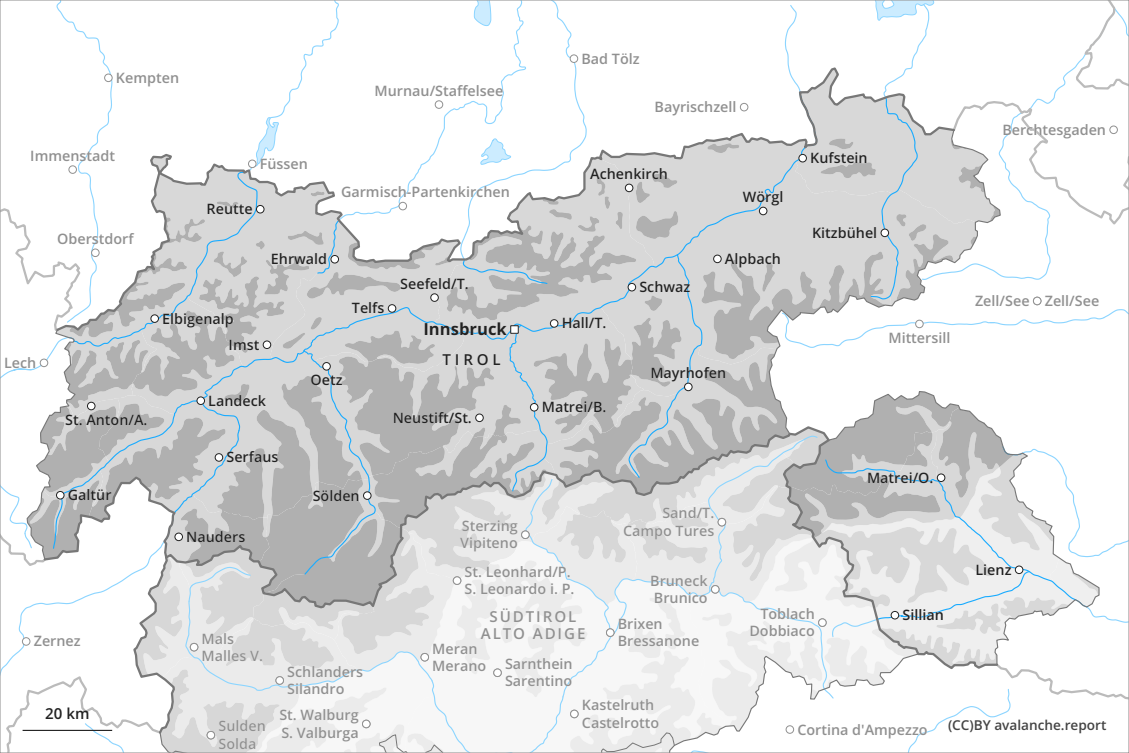 Kempten
Bad Tölz
Murnau/Staffelsee
Bayrischzell
Berchtesgaden
Immenstadt
Füssen
Kufstein
Achenkirch
Garmisch-Partenkirchen
Wörgl
Reutte
Kitzbühel
Oberstdorf
Ehrwald
Alpbach
Seefeld/T.
Schwaz
Zell/See
Zell/See
Telfs
Elbigenalp
Innsbruck
Hall/T.
Mittersill
Imst
TIROL
Lech
Oetz
Mayrhofen
Landeck
St. Anton/A.
Neustift/St.
Matrei/B.
Serfaus
Matrei/O.
Galtür
Sölden
Sand/T.
Campo Tures
Sterzing
Vipiteno
Nauders
Lienz
St. Leonhard/P.
S. Leonardo i. P.
Bruneck
Brunico
SÜDTIROL
ALTO ADIGE
Toblach
Dobbiaco
Sillian
Brixen
Bressanone
Zernez
Mals
Malles V.
Meran
Merano
Sarnthein
Sarentino
Schlanders
Silandro
20 km
St. Walburg
S. Valburga
Kastelruth
Castelrotto
Sulden
Solda
Cortina d'Ampezzo
(CC)BY avalanche.report